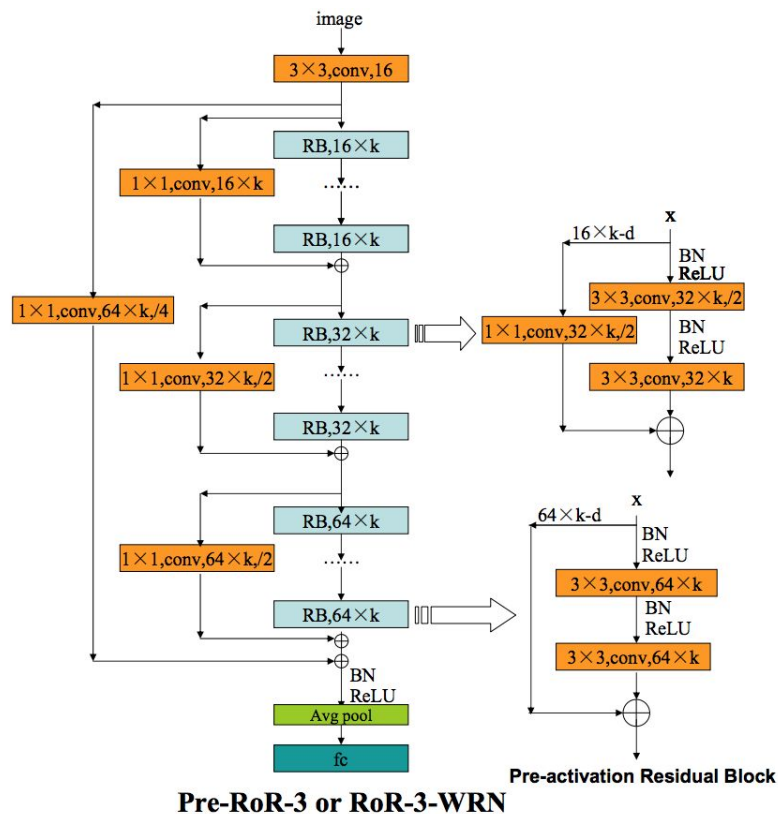 image
3×3,conv,16
RB,16×k
1×1,conv,16×k
......
RB,16×k
1×1,conv,64×k,/4
RB,32×k
1×1,conv,32×k,/2
......
RB,32×k
RB,64×k
1×1,conv,64×k,/2
......
RB,64×k
BN
ReLU
Avg pool
fc
x
16×k-d
BN
ReLU
3×3,conv,32×k,/2
1×1,conv,32×k,/2
BN
ReLU
3×3,conv,32×k
x
64×k-d
BN
ReLU
3×3,conv,64×k
BN
ReLU
3×3,conv,64×k
Pre-activation Residual Block
Pre-RoR-3 or RoR-3-WRN